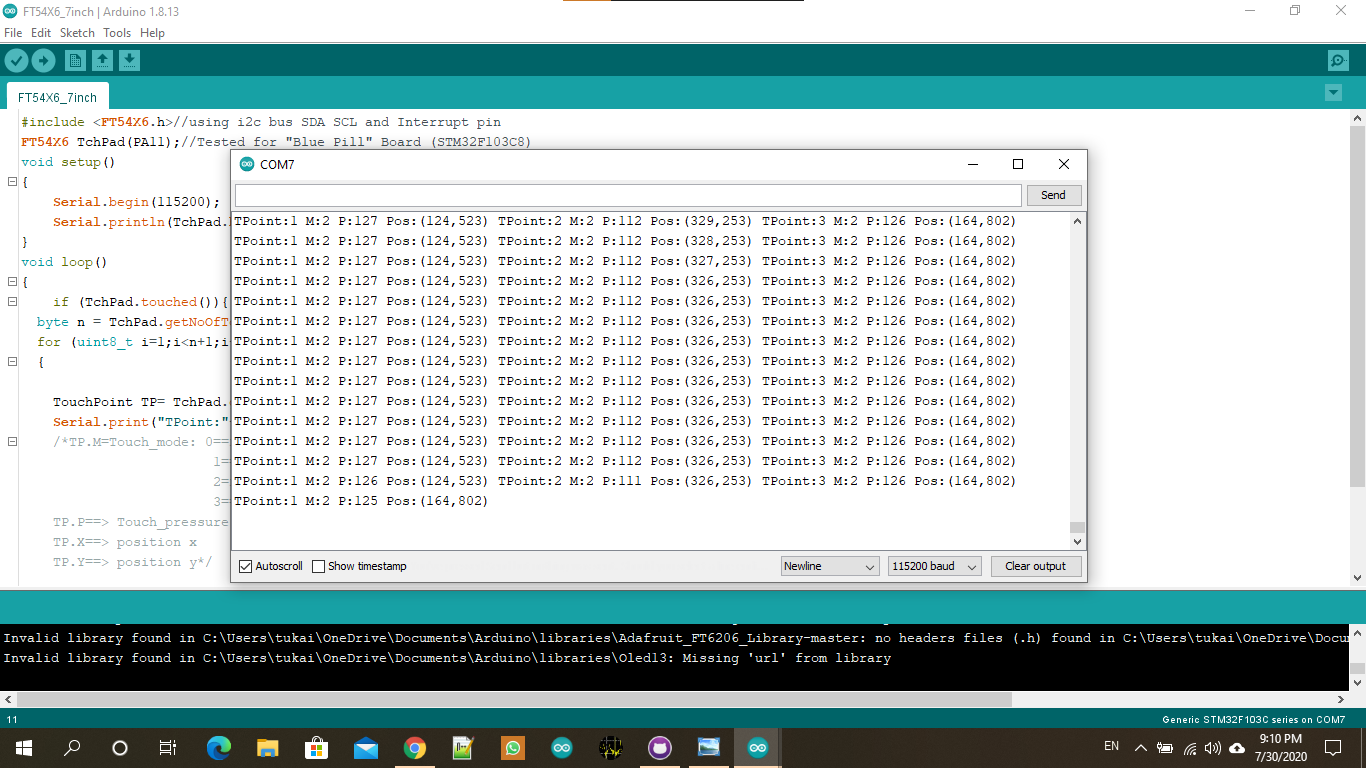 FT54X6_7inch | Arduino 1.8.13
File Edit Sketch Tools Help
FT54X6_7inch
#include <FT54X6.h>//using i2c bus SDA SCL and Interrupt pin
FT54X6 TchPad(PA11);//Tested for "Blue Pill" Board (STM32F103C8)
void setup()
{
Serial.begin(115200);
Serial.println(TchPad.
}
void loop()
{
if (TchPad.touched()){
byte n = TchPad.getNoOfT
for (uint8_t i=1;i<n+1;i
{
TouchPoint TP= TchPad.
Serial.print("TPoint:"
/*TP.M=Touch_mode: 0==
1=
2=
3=
TP.P==> Touch_pressure
TP.X==> position x
TP.Y==> position y*/
COM7
Send
TPoint:1 M:2 P:127 Pos:(124,523) TPoint:2 M:2 P:112 Pos:(329,253) TPoint:3 M:2 P:126 Pos:(164,802)
TPoint:1 M:2 P:127 Pos:(124,523) TPoint:2 M:2 P:112 Pos:(328,253) TPoint:3 M:2 P:126 Pos:(164,802)
TPoint:1 M:2 P:127 Pos:(124,523) TPoint:2 M:2 P:112 Pos:(327,253) TPoint:3 M:2 P:126 Pos:(164,802)
TPoint:1 M:2 P:127 Pos:(124,523) TPoint:2 M:2 P:112 Pos:(326,253) TPoint:3 M:2 P:126 Pos:(164,802)
TPoint:1 M:2 P:127 Pos:(124,523) TPoint:2 M:2 P:112 Pos:(326,253) TPoint:3 M:2 P:126 Pos:(164,802)
TPoint:1 M:2 P:127 Pos:(124,523) TPoint:2 M:2 P:112 Pos:(326,253) TPoint:3 M:2 P:126 Pos:(164,802)
TPoint:1 M:2 P:127 Pos:(124,523) TPoint:2 M:2 P:112 Pos:(326,253) TPoint:3 M:2 P:126 Pos:(164,802)
TPoint:1 M:2 P:127 Pos:(124,523) TPoint:2 M:2 P:112 Pos:(326,253) TPoint:3 M:2 P:126 Pos:(164,802)
TPoint:1 M:2 P:127 Pos:(124,523) TPoint:2 M:2 P:112 Pos:(326,253) TPoint:3 M:2 P:126 Pos:(164,802)
TPoint:1 M:2 P:127 Pos:(124,523) TPoint:2 M:2 P:112 Pos:(326,253) TPoint:3 M:2 P:126 Pos:(164,802)
TPoint:1 M:2 P:127 Pos:(124,523) TPoint:2 M:2 P:112 Pos:(326,253) TPoint:3 M:2 P:126 Pos:(164,802)
TPoint:1 M:2 P:127 Pos:(124,523) TPoint:2 M:2 P:112 Pos:(326,253) TPoint:3 M:2 P:126 Pos:(164,802)
TPoint:1 M:2 P:127 Pos:(124,523) TPoint:2 M:2 P:112 Pos:(326,253) TPoint:3 M:2 P:126 Pos:(164,802)
TPoint:1 M:2 P:126 Pos:(124,523) TPoint:2 M:2 P:111 Pos:(326,253) TPoint:3 M:2 P:126 Pos:(164,802)
TPoint:1 M:2 P:125 Pos:(164,802)
Autoscroll Show timestamp Newline 115200 baud Clear output
Invalid library found in C:\Users\tukai\OneDrive\Documents\Arduino\libraries\Adafruit_FT6206_Library-master: no headers files (.h) found in C:\Users\tukai\OneDrive\Docu
Invalid library found in C:\Users\tukai\OneDrive\Documents\Arduino\libraries\Oled13: Missing 'url' from library
11 Generic STM32F103C series on COM7
EN 9:10 PM
7/30/2020